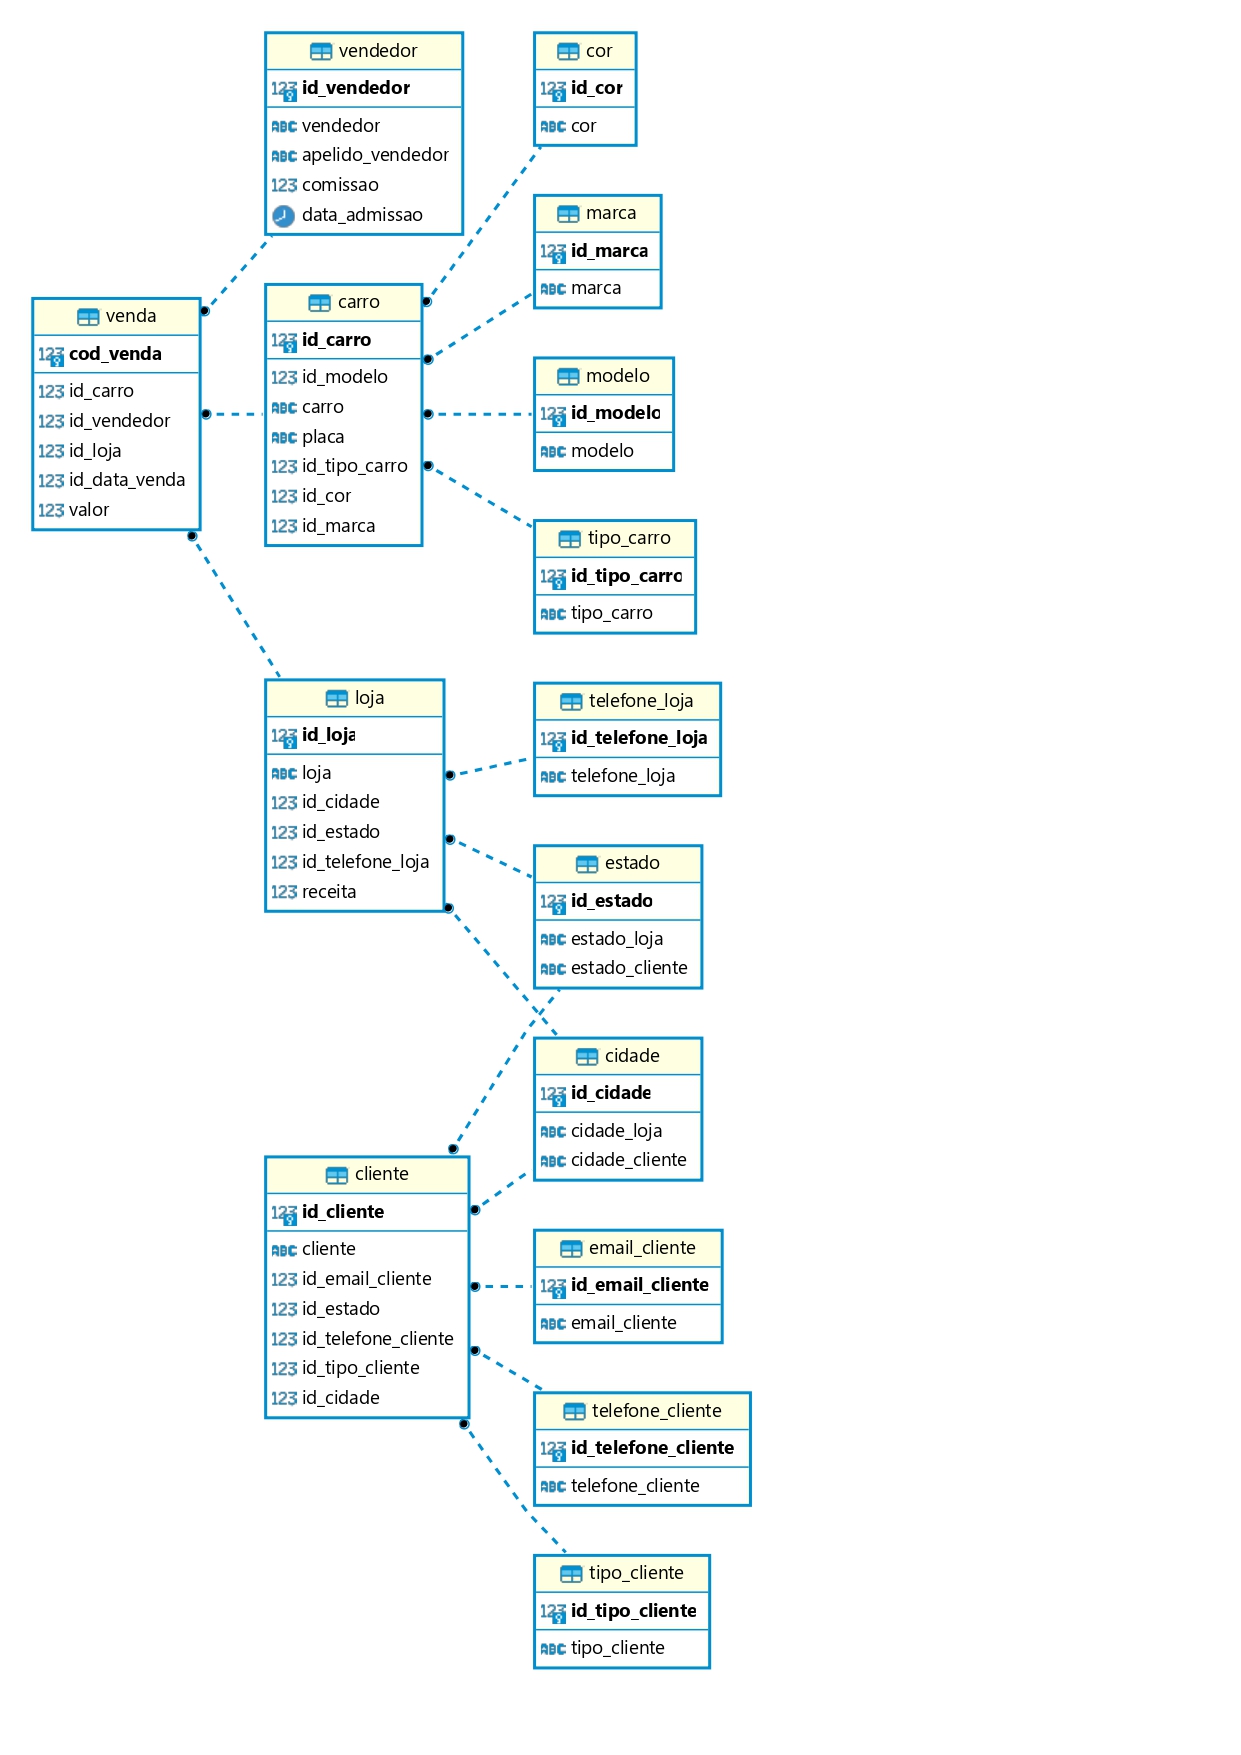 vendedor
123 id_vendedor
ABC vendedor
ABC apelido_vendedor
123 comissao
data_admissao
cor
123 id_cor
ABC cor
marca
123 id_marca
ABC marca
venda
123 cod_venda
123 id_carro
123 id_vendedor
123 id_loja
123 id_data_venda
123 valor
carro
123 id_carro
123 id_modelo
ABC carro
ABC placa
123 id_tipo_carro
123 id_cor
123 id_marca
modelo
123 id_modelo
ABC modelo
tipo_carro
123 id_tipo_carro
ABC tipo_carro
loja
123 id_loja
ABC loja
123 id_cidade
123 id_estado
123 id_telefone_loja
123 receita
telefone_loja
123 id_telefone_loja
ABC telefone_loja
estado
123 id_estado
ABC estado_loja
ABC estado_cliente
cidade
123 id_cidade
ABC cidade_loja
ABC cidade_cliente
cliente
123 id_cliente
ABC cliente
123 id_email_cliente
123 id_estado
123 id_telefone_cliente
123 id_tipo_cliente
123 id_cidade
email_cliente
123 id_email_cliente
ABC email_cliente
telefone_cliente
123 id_telefone_cliente
ABC telefone_cliente
tipo_cliente
123 id_tipo_cliente
ABC tipo_cliente